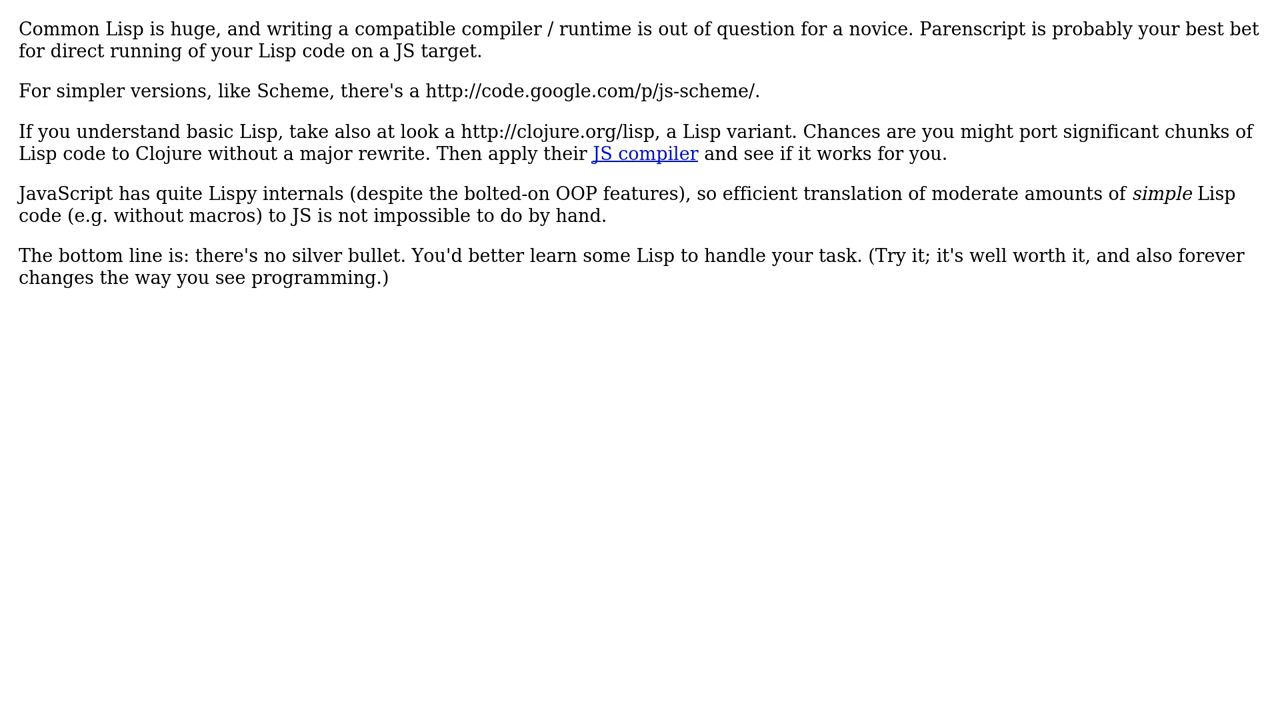 Common Lisp is huge, and writing a compatible compiler / runtime is out of question for a novice. Parenscript is probably your best bet
for direct running of your Lisp code on a JS target.
For simpler versions, like Scheme, there's a http://code.google.com/p/js-scheme/.
If you understand basic Lisp, take also at look a http://clojure.org/lisp, a Lisp variant. Chances are you might port significant chunks of
Lisp code to Clojure without a major rewrite. Then apply their JS compiler and see if it works for you.
JavaScript has quite Lispy internals (despite the bolted-on OOP features), so efficient translation of moderate amounts of simple Lisp
code (e.g. without macros) to JS is not impossible to do by hand.
The bottom line is: there's no silver bullet. You'd better learn some Lisp to handle your task. (Try it; it's well worth it, and also forever
changes the way you see programming.)